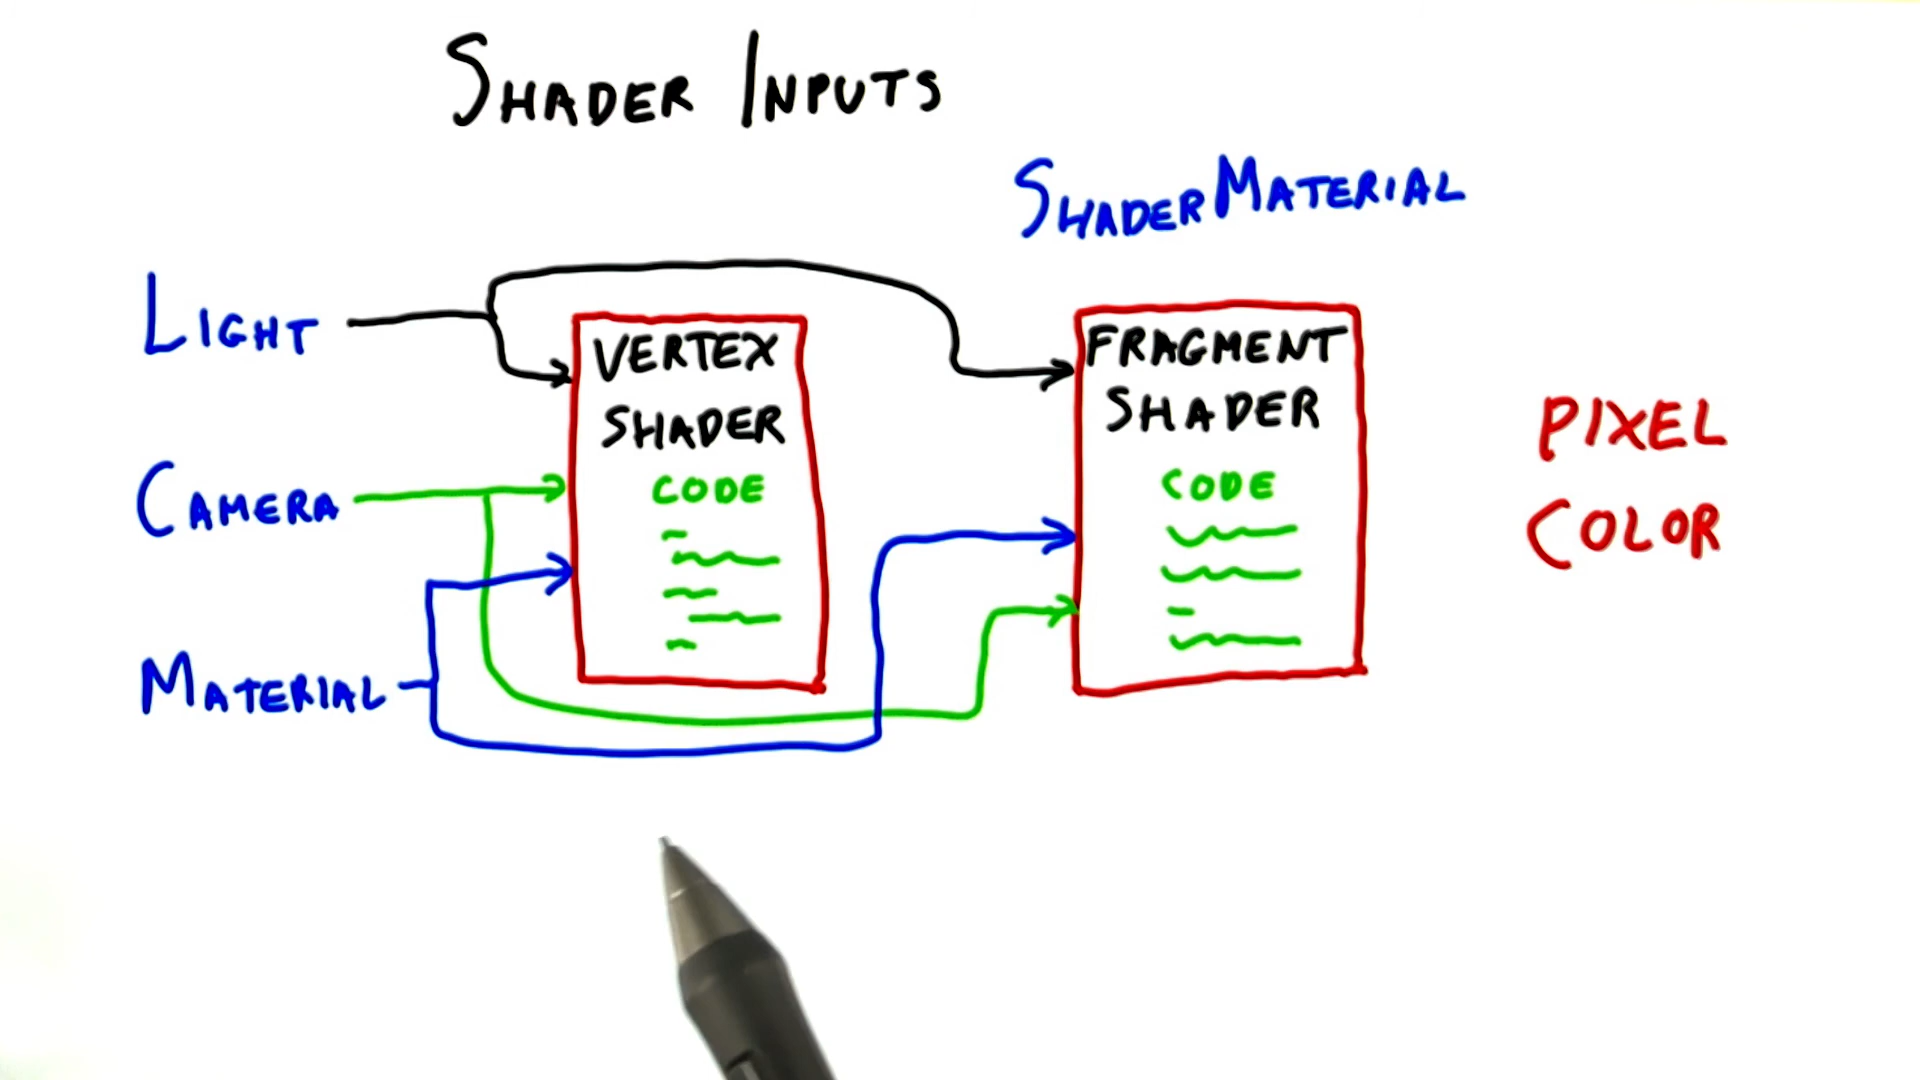 SHADER INPUTS
SHADERMATERIAL
LIGHT
VERTEX
SHADER
CODE
FRAGMENT
SHADER
CODE
CAMERA
MATERIAL
PIXEL
COLOR